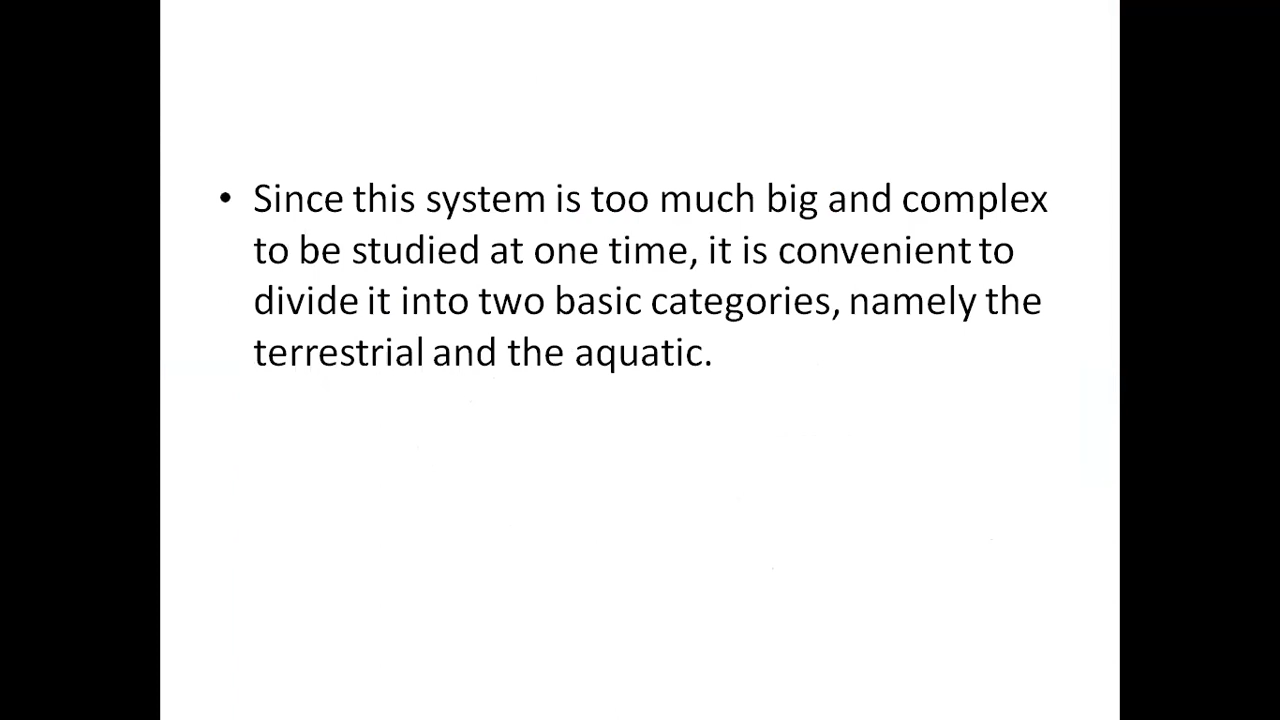 • Since this system is too much big and complex
to be studied at one time, it is convenient to
divide it into two basic categories, namely the
terrestrial and the aquatic.